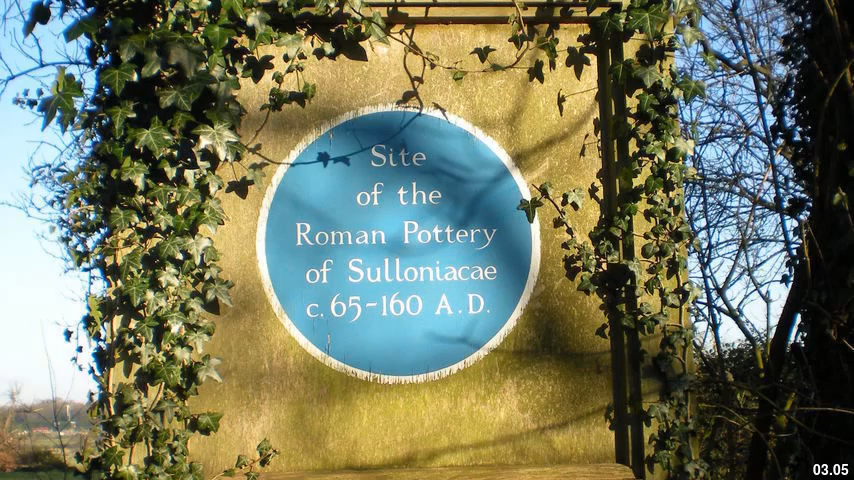 Site
of the
Roman Pottery
of Sulloniacae
c. 65-160 A.D.
03.05